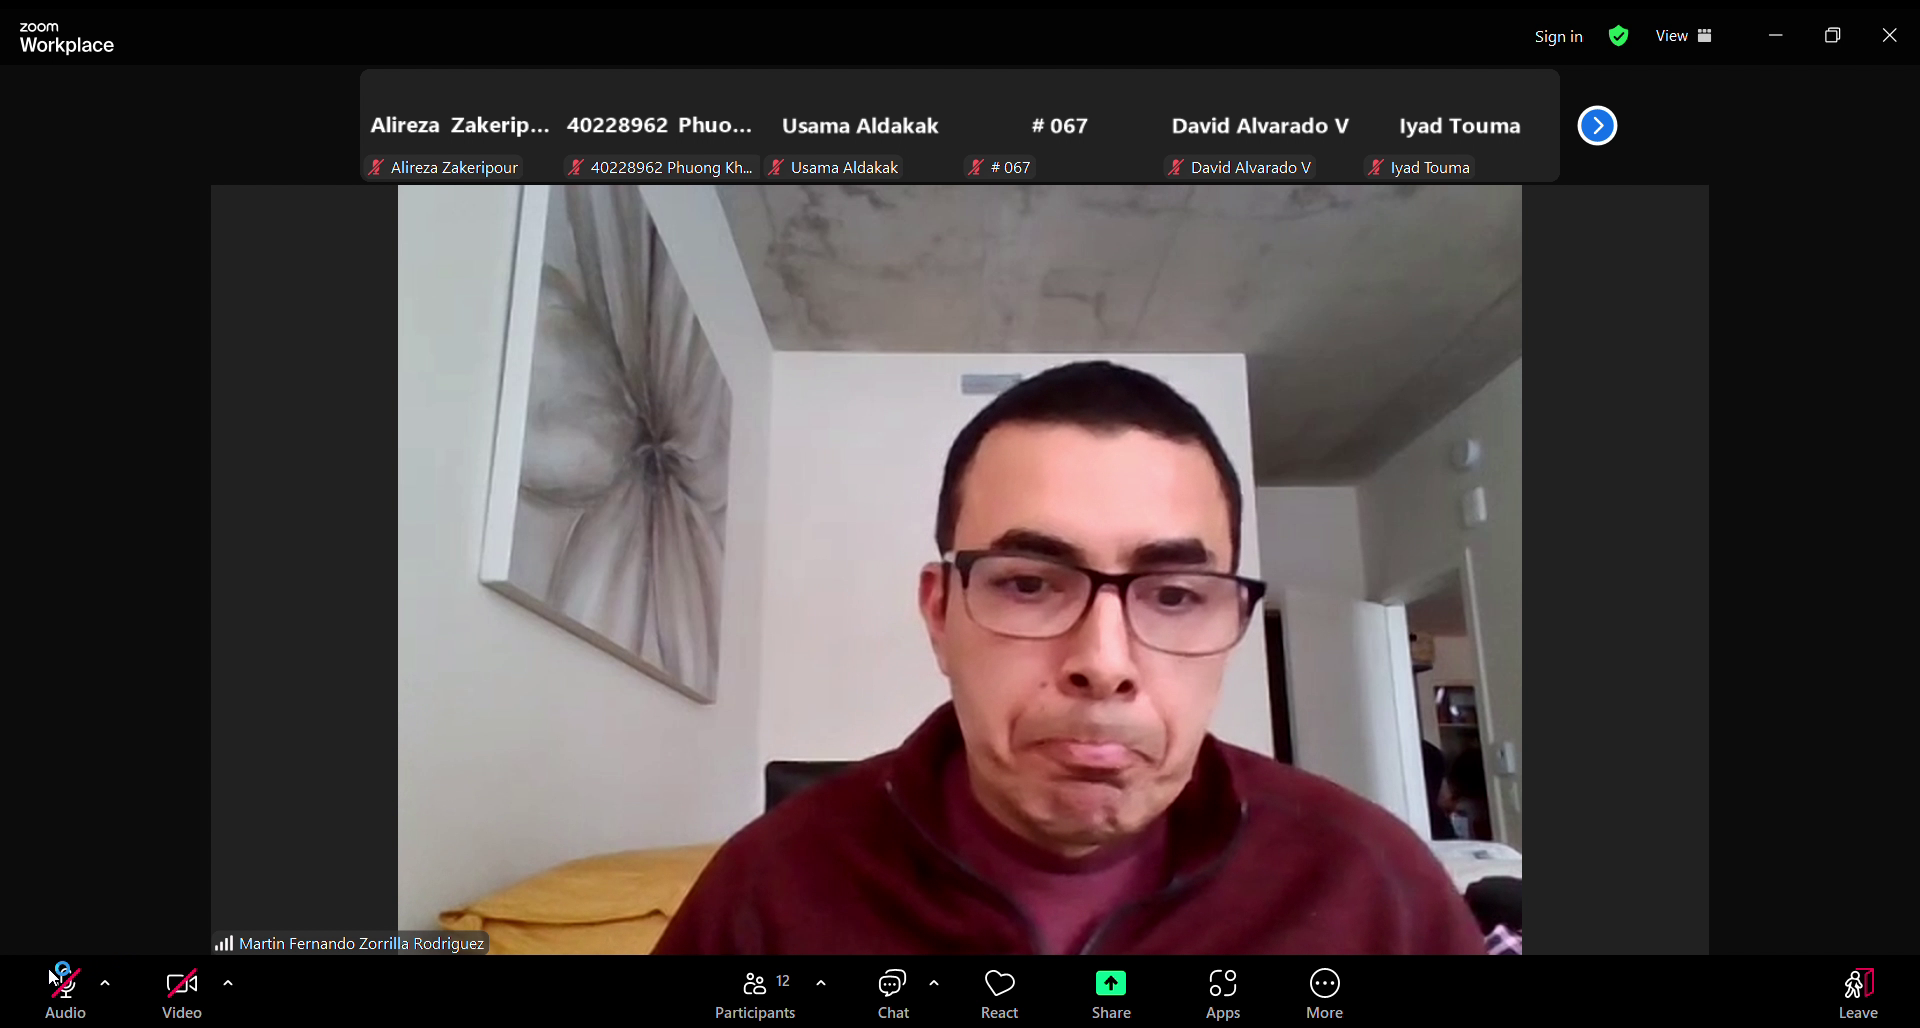 zoom
Workplace
Sign in
View
Alireza Zakerip...
40228962 Phuo...
Usama Aldakak
# 067
David Alvarado V
Iyad Touma
Alireza Zakeripour
40228962 Phuong Kh...
Usama Aldakak
# 067
David Alvarado V
Iyad Touma
Martin Fernando Zorrilla Rodriguez
Audio
Video
12
Participants
Chat
React
Share
Apps
More
Leave